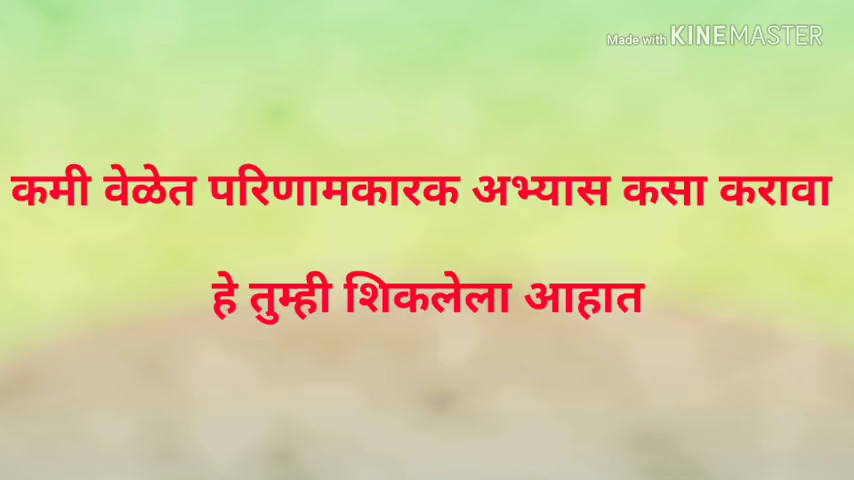 Made with KINEMASTER
कमी वेळेत परिणामकारक अभ्यास कसा करावा
हे तुम्ही शिकलेला आहात